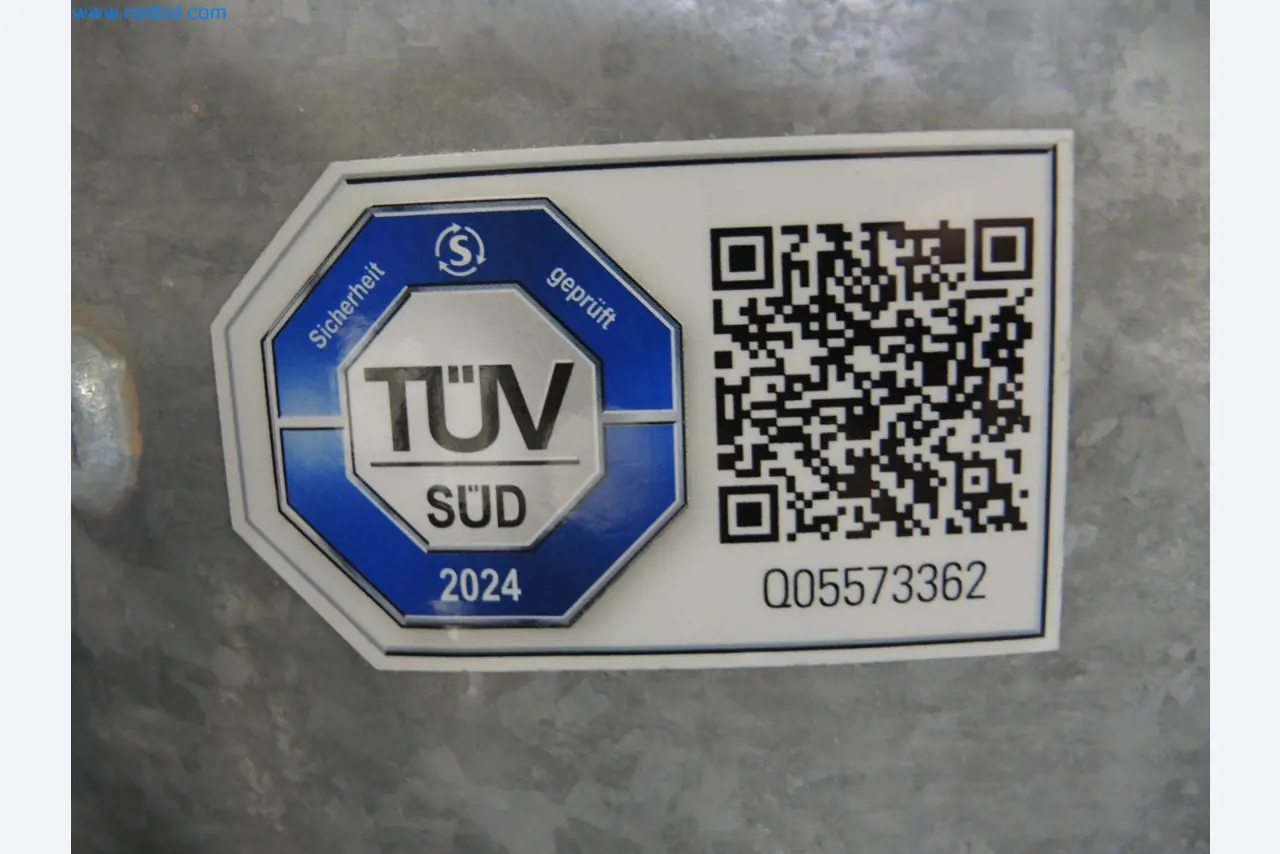 www.netbid.com
S
Sicherheit geprüft
TÜV
SÜD
2024
Q05573362